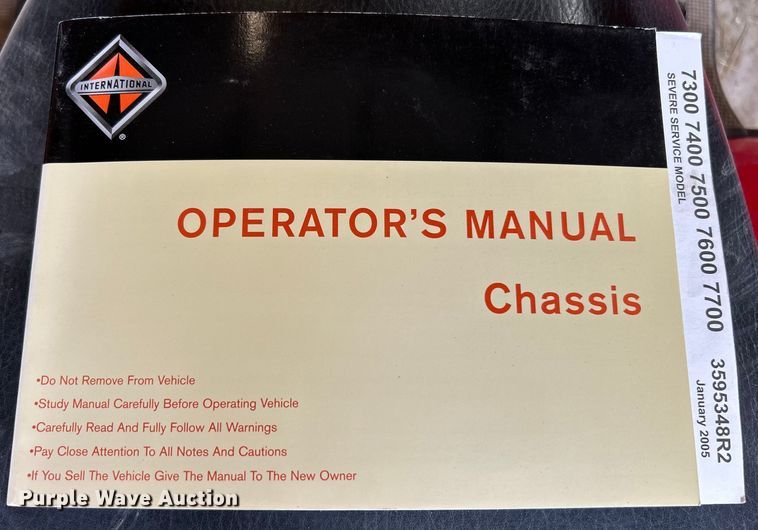 INTERNATIONAL
®
OPERATOR'S MANUAL
Chassis
•Do Not Remove From Vehicle
•Study Manual Carefully Before Operating Vehicle
•Carefully Read And Fully Follow All Warnings
•Pay Close Attention To All Notes And Cautions
•If You Sell The Vehicle Give The Manual To The New Owner
7300 7400 7500 7600 7700 3595348R2
SEVERE SERVICE MODEL January 2005
Purple Wave Auction